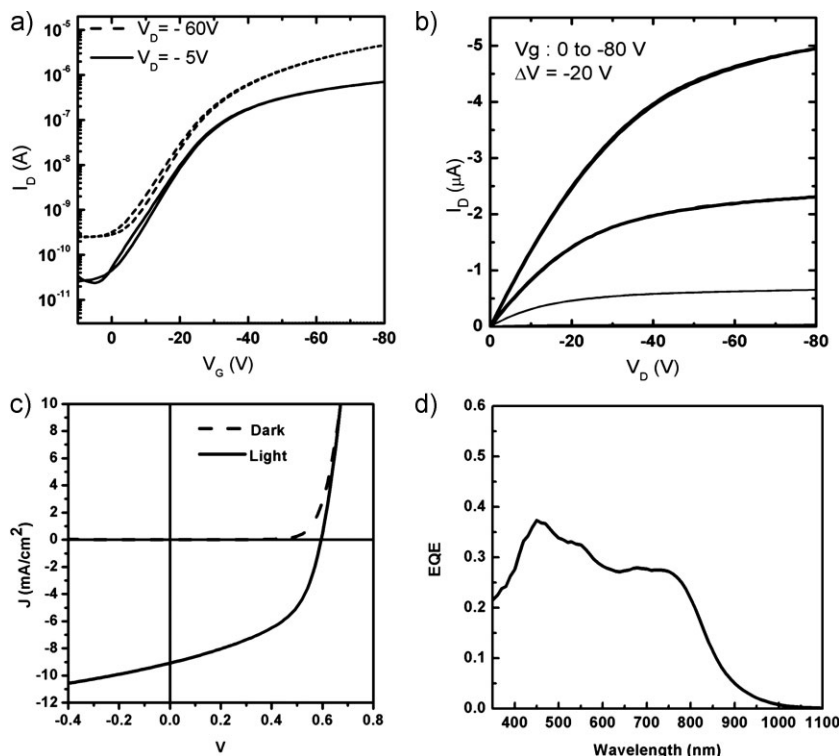 a)
V_D= - 60V
V_D= - 5V
10⁻⁵
10⁻⁶
10⁻⁷
10⁻⁸
10⁻⁹
10⁻¹⁰
10⁻¹¹
I_D (A)
0 -20 -40 -60 -80
V_G (V)
b)
Vg : 0 to -80 V
ΔV = -20 V
-5
-4
-3
-2
-1
0
I_D (μA)
0 -20 -40 -60 -80
V_D (V)
c)
Dark
Light
10
8
6
4
2
0
-2
-4
-6
-8
-10
-12
J (mA/cm²)
-0.4 -0.2 0.0 0.2 0.4 0.6 0.8
V
d)
0.6
0.5
0.4
0.3
0.2
0.1
0.0
EQE
400 500 600 700 800 900 1000 1100
Wavelength (nm)